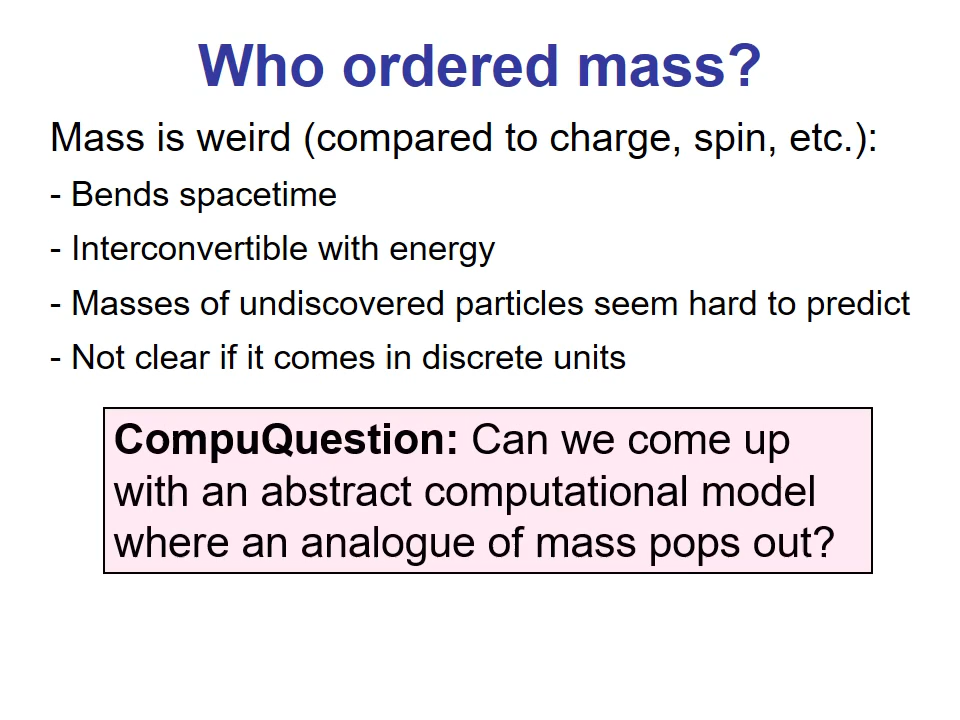 Who ordered mass?
Mass is weird (compared to charge, spin, etc.):
- Bends spacetime
- Interconvertible with energy
- Masses of undiscovered particles seem hard to predict
- Not clear if it comes in discrete units
CompuQuestion: Can we come up
with an abstract computational model
where an analogue of mass pops out?